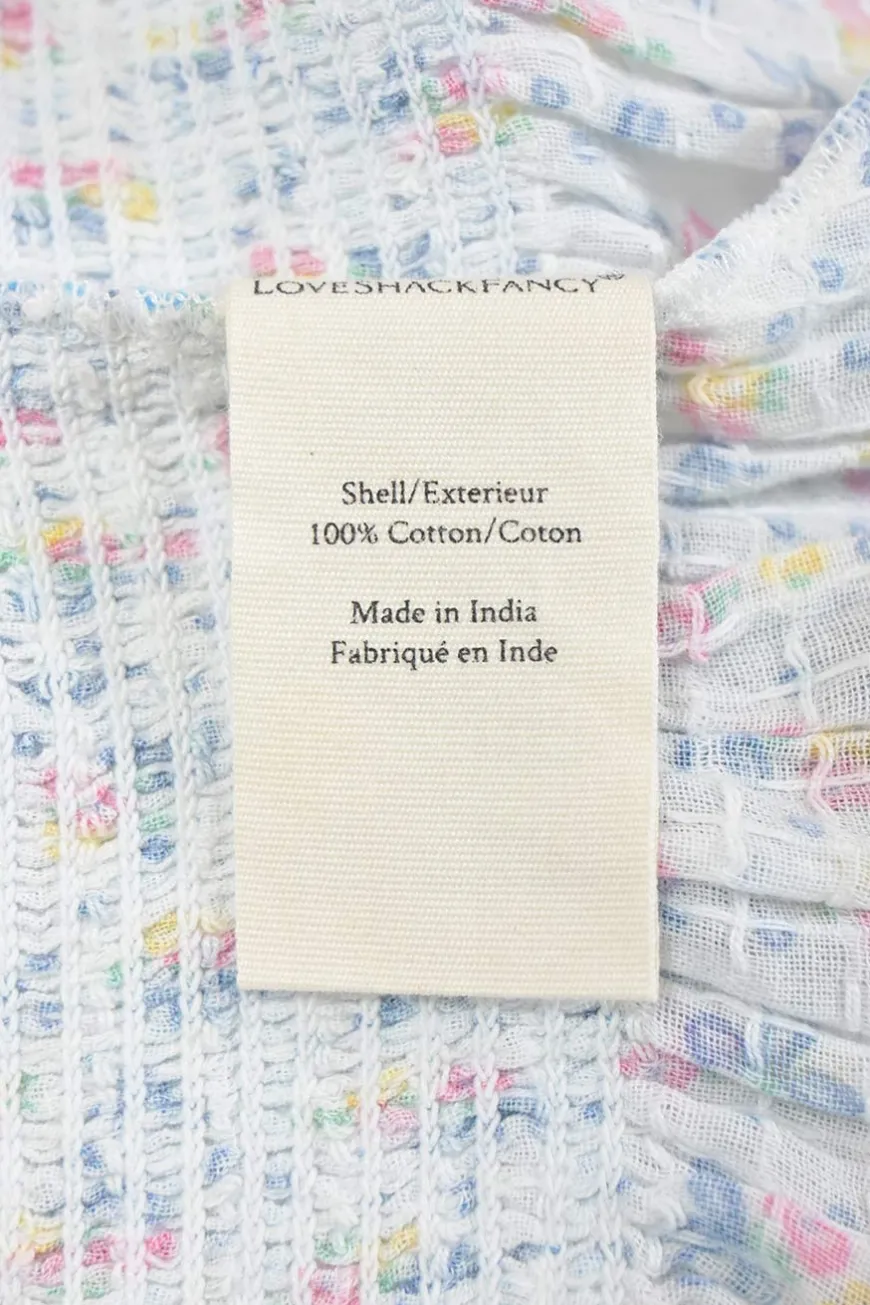 LOVESHACKFANCY®
Shell/Exterieur
100% Cotton/Coton
Made in India
Fabriqué en Inde